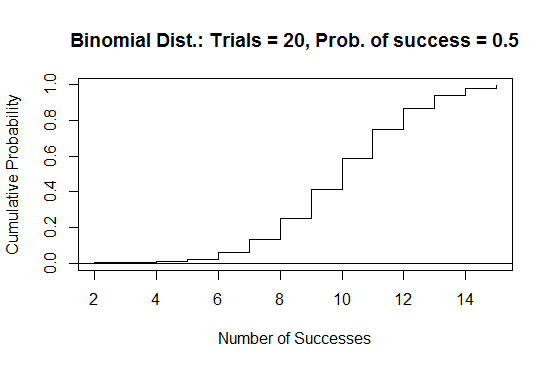 Binomial Dist.: Trials = 20, Prob. of success = 0.5
Cumulative Probability
1.0
0.8
0.6
0.4
0.2
0.0
2 4 6 8 10 12 14
Number of Successes